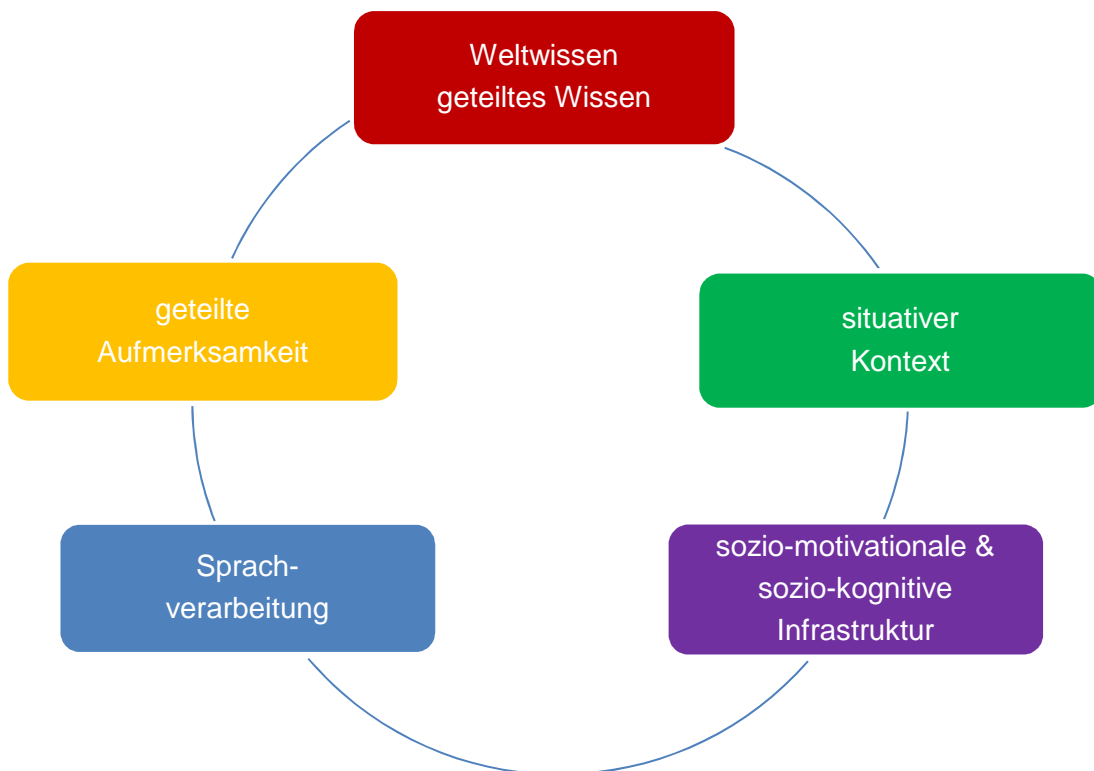 Weltwissen
geteiltes Wissen
geteilte
Aufmerksamkeit
situativer
Kontext
Sprach-
verarbeitung
sozio-motivationale &
sozio-kognitive
Infrastruktur